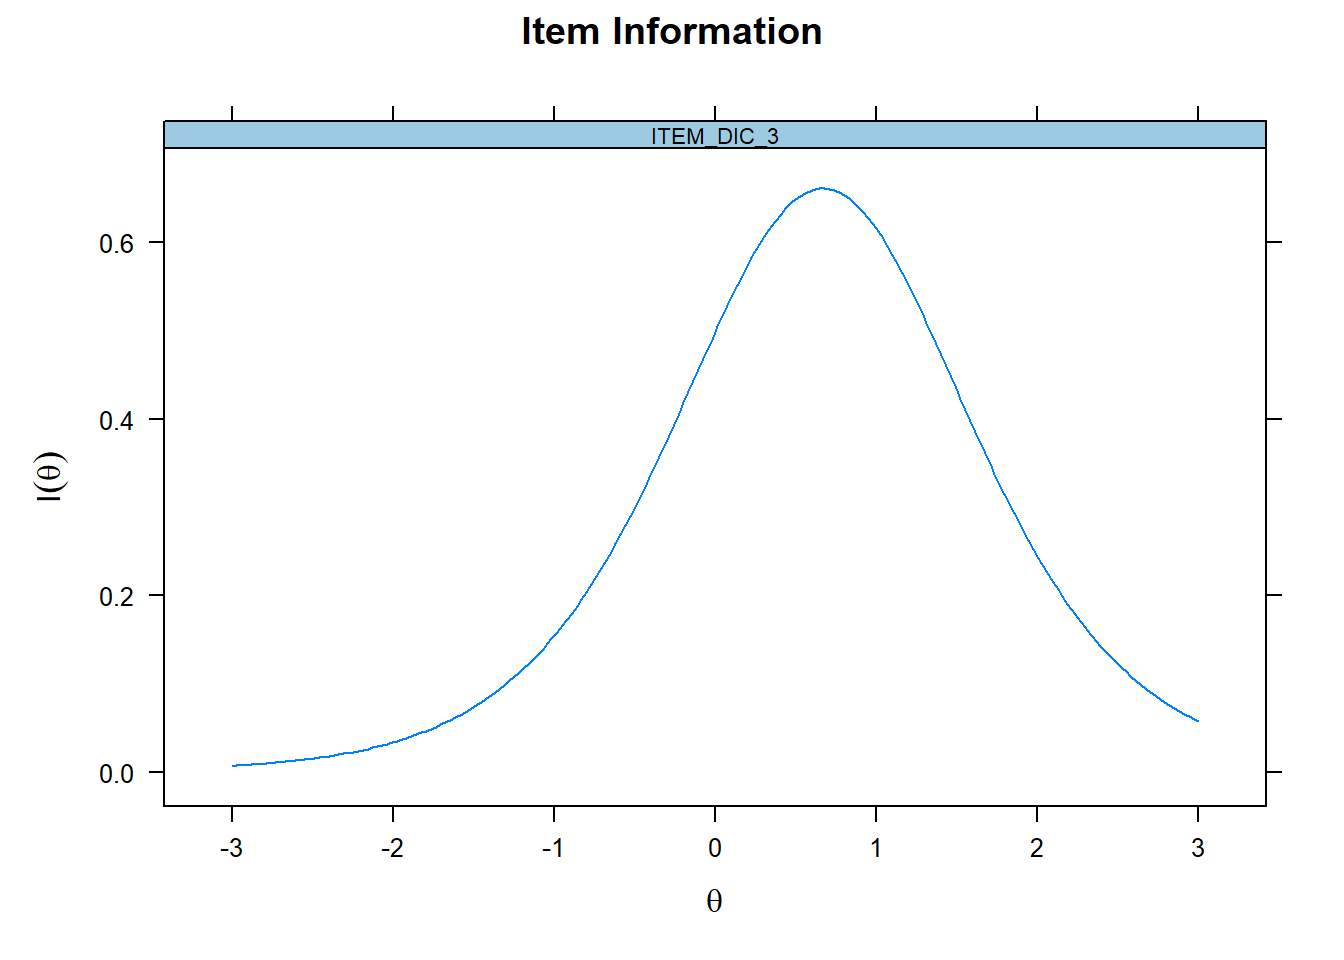 Item Information
ITEM_DIC_3
0.6
0.4
0.2
0.0
I(θ)
-3 -2 -1 0 1 2 3
θ